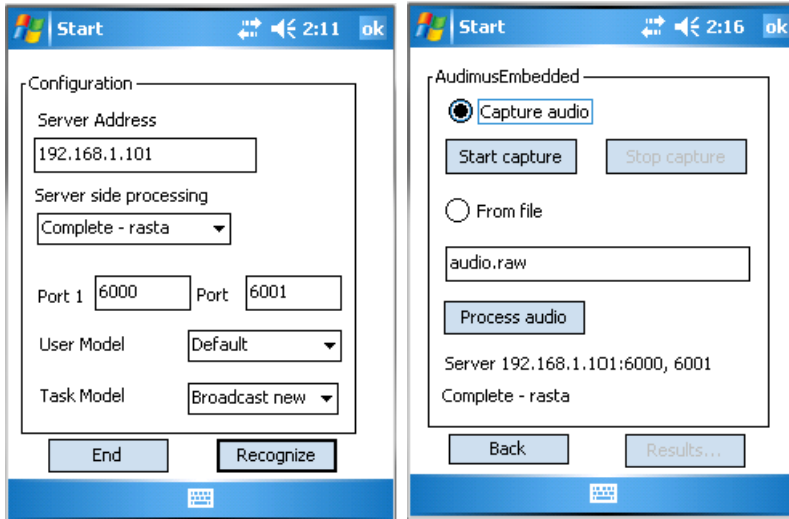 Start 2:11 ok
Configuration
Server Address
192.168.1.101
Server side processing
Complete - rasta
Port 1 6000 Port 6001
User Model Default
Task Model Broadcast new
End Recognize
Start 2:16 ok
AudimusEmbedded
Capture audio
Start capture Stop capture
From file
audio.raw
Process audio
Server 192.168.1.101:6000, 6001
Complete - rasta
Back Results...